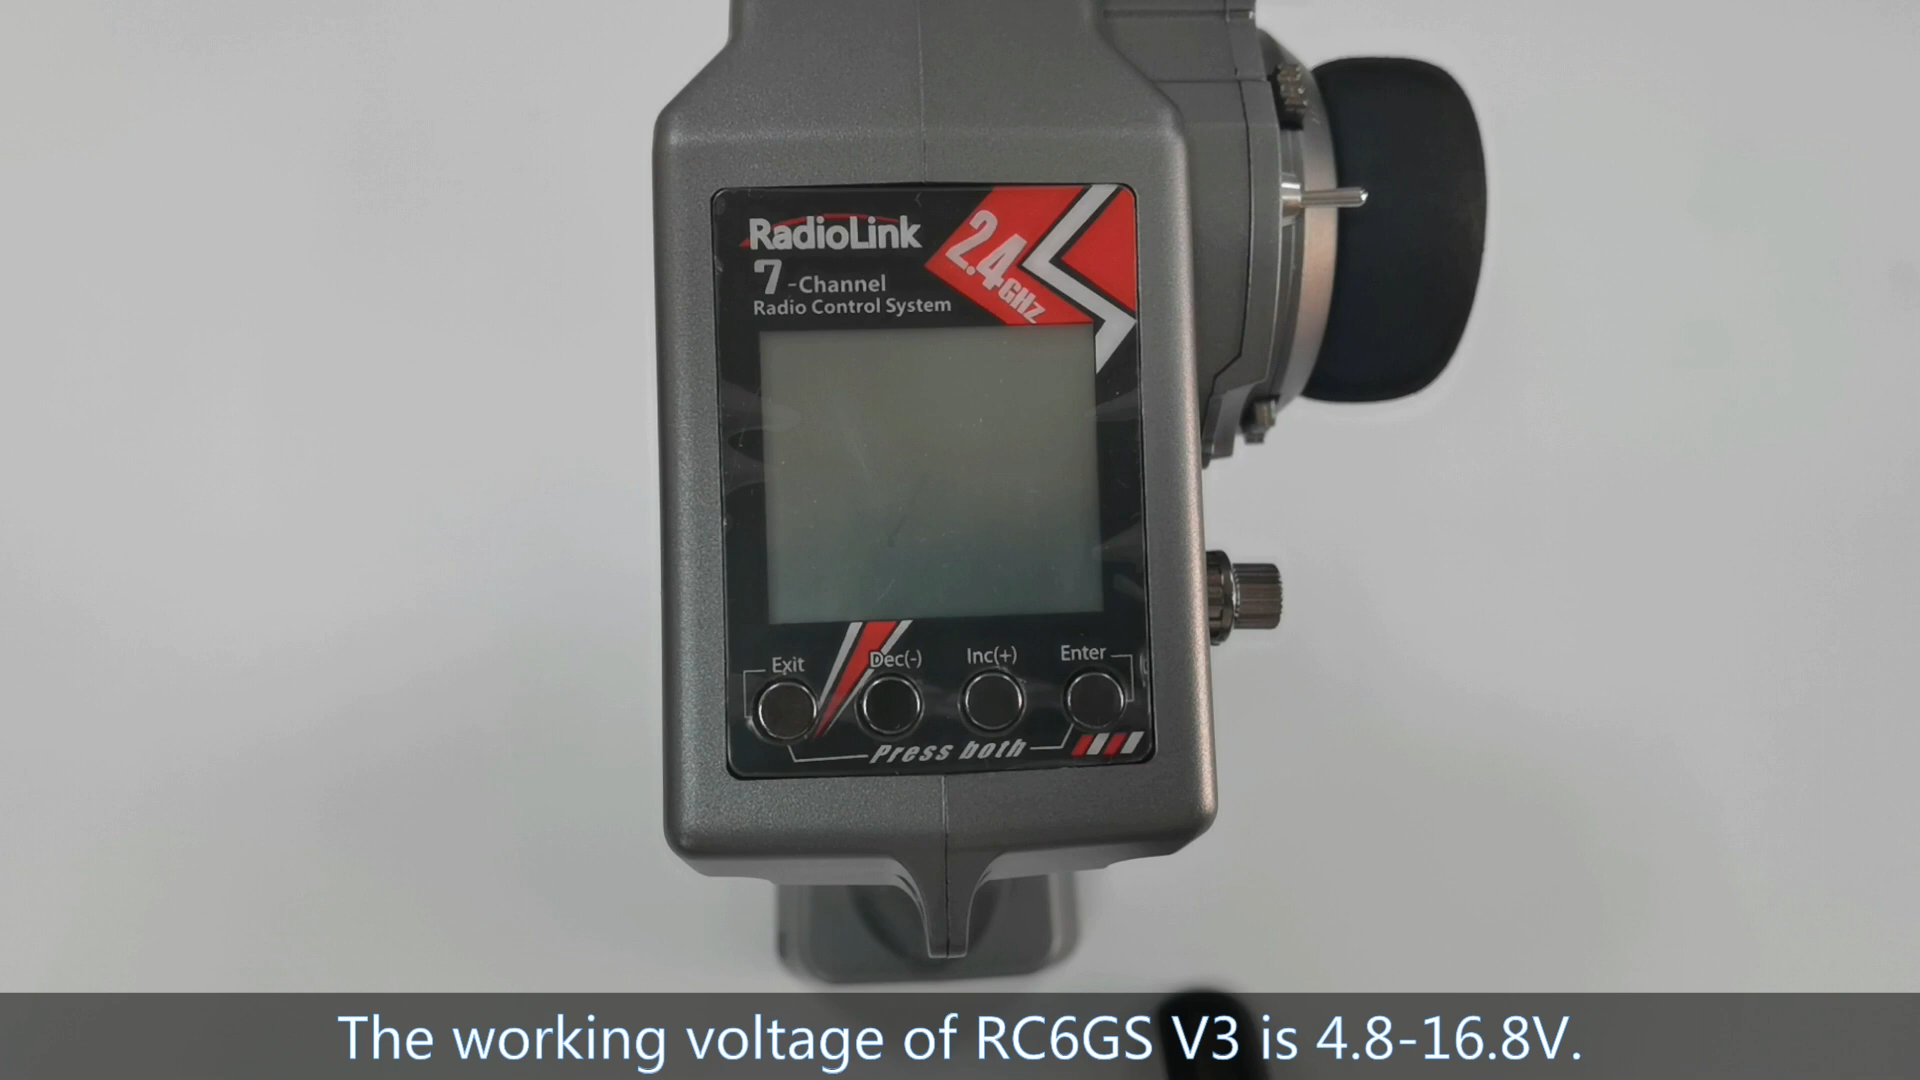 RadioLink
7-Channel
Radio Control System
2.4GHz
Exit
Dec(-)
Inc(+)
Enter
Press both
The working voltage of RC6GS V3 is 4.8-16.8V.